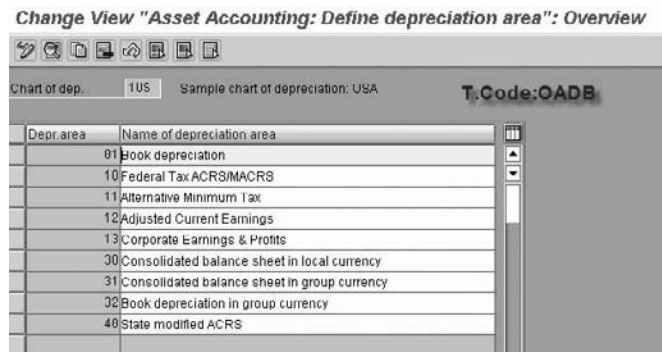 Change View "Asset Accounting: Define depreciation area": Overview
Chart of dep. 1US Sample chart of depreciation: USA T.Code:OADB
Depr.area Name of depreciation area
01 Book depreciation
10 Federal Tax ACRS/MACRS
11 Alternative Minimum Tax
12 Adjusted Current Earnings
13 Corporate Earnings & Profits
30 Consolidated balance sheet in local currency
31 Consolidated balance sheet in group currency
32 Book depreciation in group currency
40 State modified ACRS